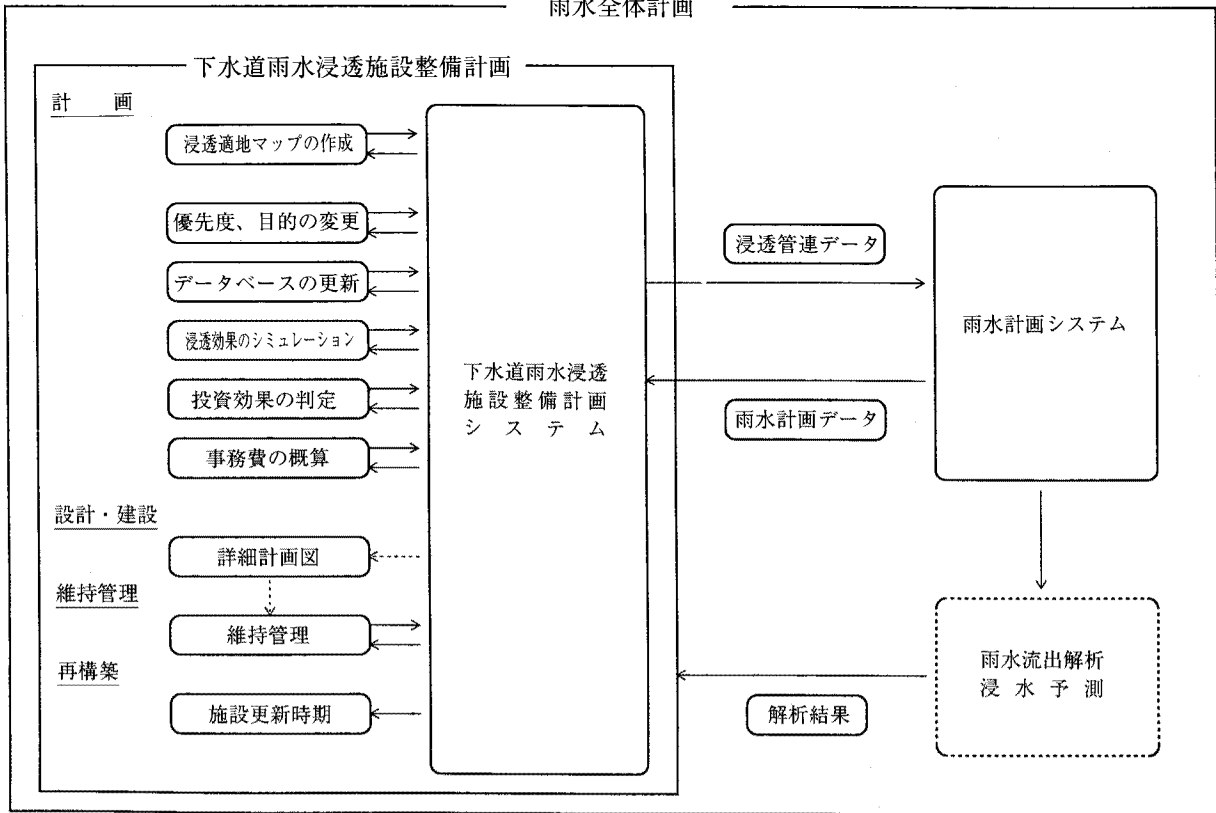 雨水全体計画
下水道雨水浸透施設整備計画
計　画
浸透適地マップの作成
優先度、目的の変更
データベースの更新
浸透効果のシミュレーション
投資効果の判定
事務費の概算
設計・建設
詳細計画図
維持管理
維持管理
再構築
施設更新時期
下水道雨水浸透
施設整備計画
システム
浸透管連データ
雨水計画データ
雨水計画システム
雨水流出解析
浸水予測
解析結果